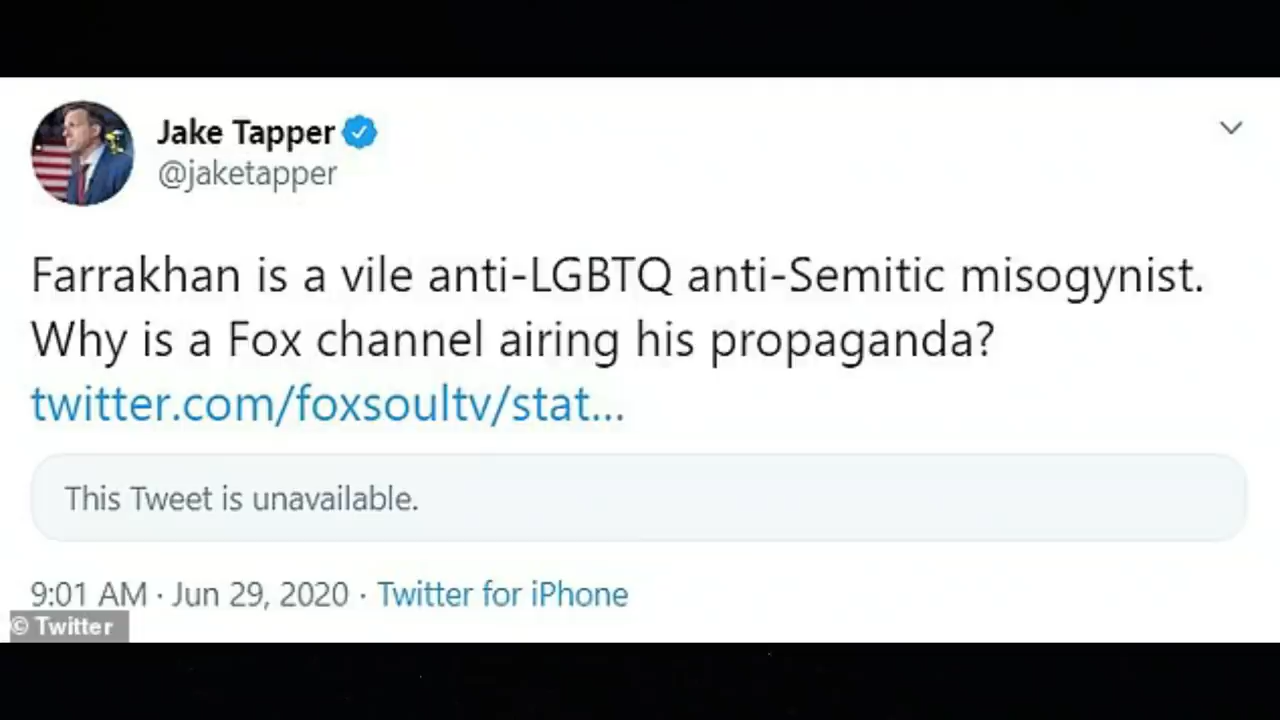 Jake Tapper
@jaketapper
Farrakhan is a vile anti-LGBTQ anti-Semitic misogynist.
Why is a Fox channel airing his propaganda?
twitter.com/foxsoultv/stat...
This Tweet is unavailable.
9:01 AM · Jun 29, 2020 · Twitter for iPhone
© Twitter